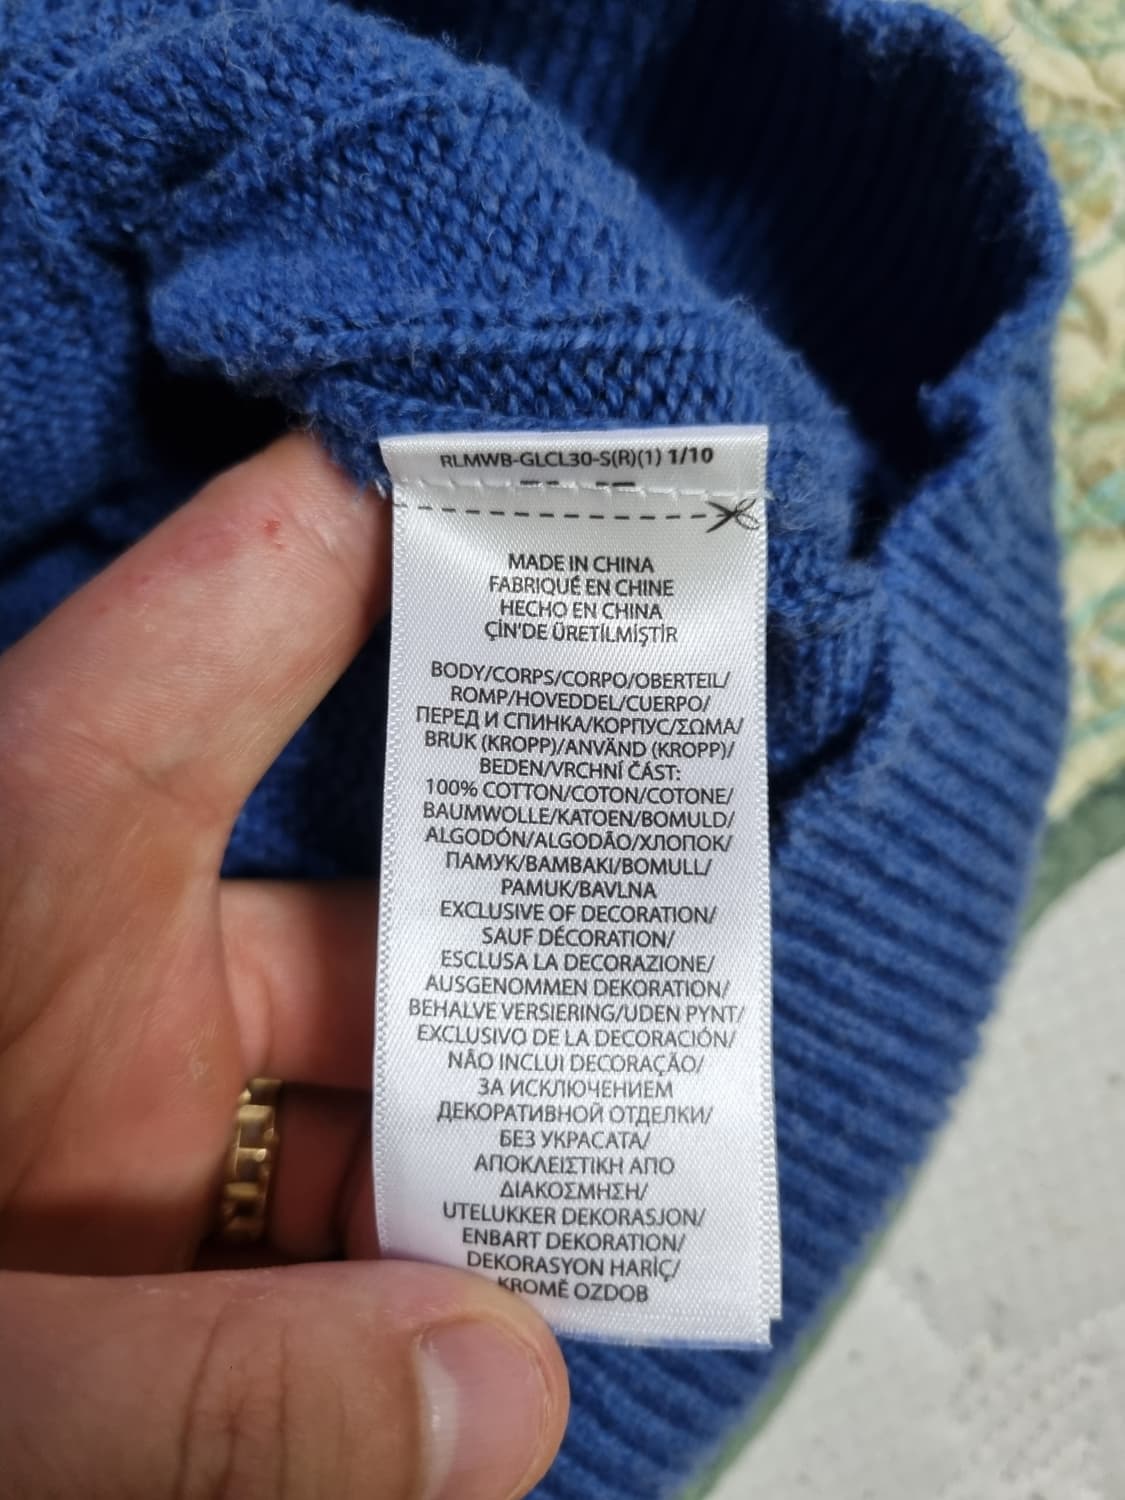 RLMWB-GLCL30-S(R)(1) 1/10
MADE IN CHINA
FABRIQUÉ EN CHINE
HECHO EN CHINA
ÇİN'DE ÜRETİLMİŞTİR
BODY/CORPS/CORPO/OBERTEIL/
ROMP/HOVEDDEL/CUERPO/
ПЕРЕД И СПИНКА/КОРПУС/ΣΩΜΑ/
BRUK (KROPP)/ANVÄND (KROPP)/
BEDEN/VRCHNÍ ČÁST:
100% COTTON/COTON/COTONE/
BAUMWOLLE/KATOEN/BOMULD/
ALGODÓN/ALGODÃO/ХЛОПОК/
ПАМУК/ΒΑΜΒΑΚΙ/BOMULL/
PAMUK/BAVLNA
EXCLUSIVE OF DECORATION/
SAUF DÉCORATION/
ESCLUSA LA DECORAZIONE/
AUSGENOMMEN DEKORATION/
BEHALVE VERSIERING/UDEN PYNT/
EXCLUSIVO DE LA DECORACIÓN/
NÃO INCLUI DECORAÇÃO/
ЗА ИСКЛЮЧЕНИЕМ
ДЕКОРАТИВНОЙ ОТДЕЛКИ/
БЕЗ УКРАСАТА/
ΑΠΟΚΛΕΙΣΤΙΚΗ ΑΠΟ
ΔΙΑΚΟΣΜΗΣΗ/
UTELUKKER DEKORASJON/
ENBART DEKORATION/
DEKORASYON HARİÇ/
KROMĚ OZDOB